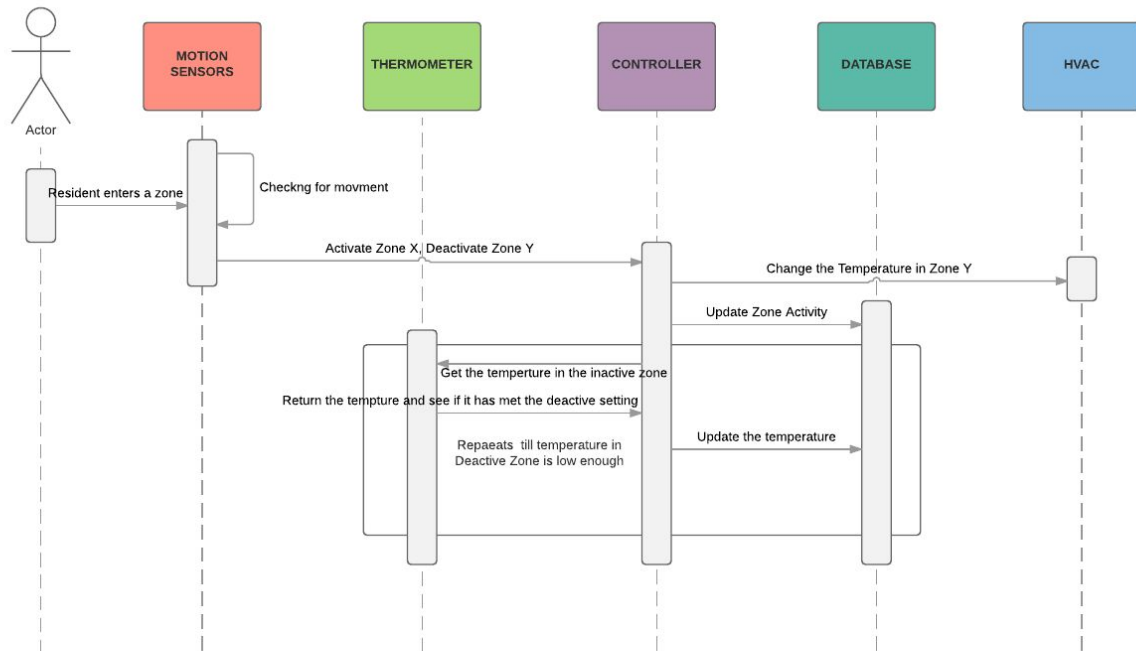 MOTION
SENSORS
THERMOMETER
CONTROLLER
DATABASE
HVAC
Actor
Resident enters a zone
Checkng for movment
Activate Zone X, Deactivate Zone Y
Change the Temperature in Zone Y
Update Zone Activity
Get the temperture in the inactive zone
Return the tempture and see if it has met the deactive setting
Repaeats till temperature in
Deactive Zone is low enough
Update the temperature